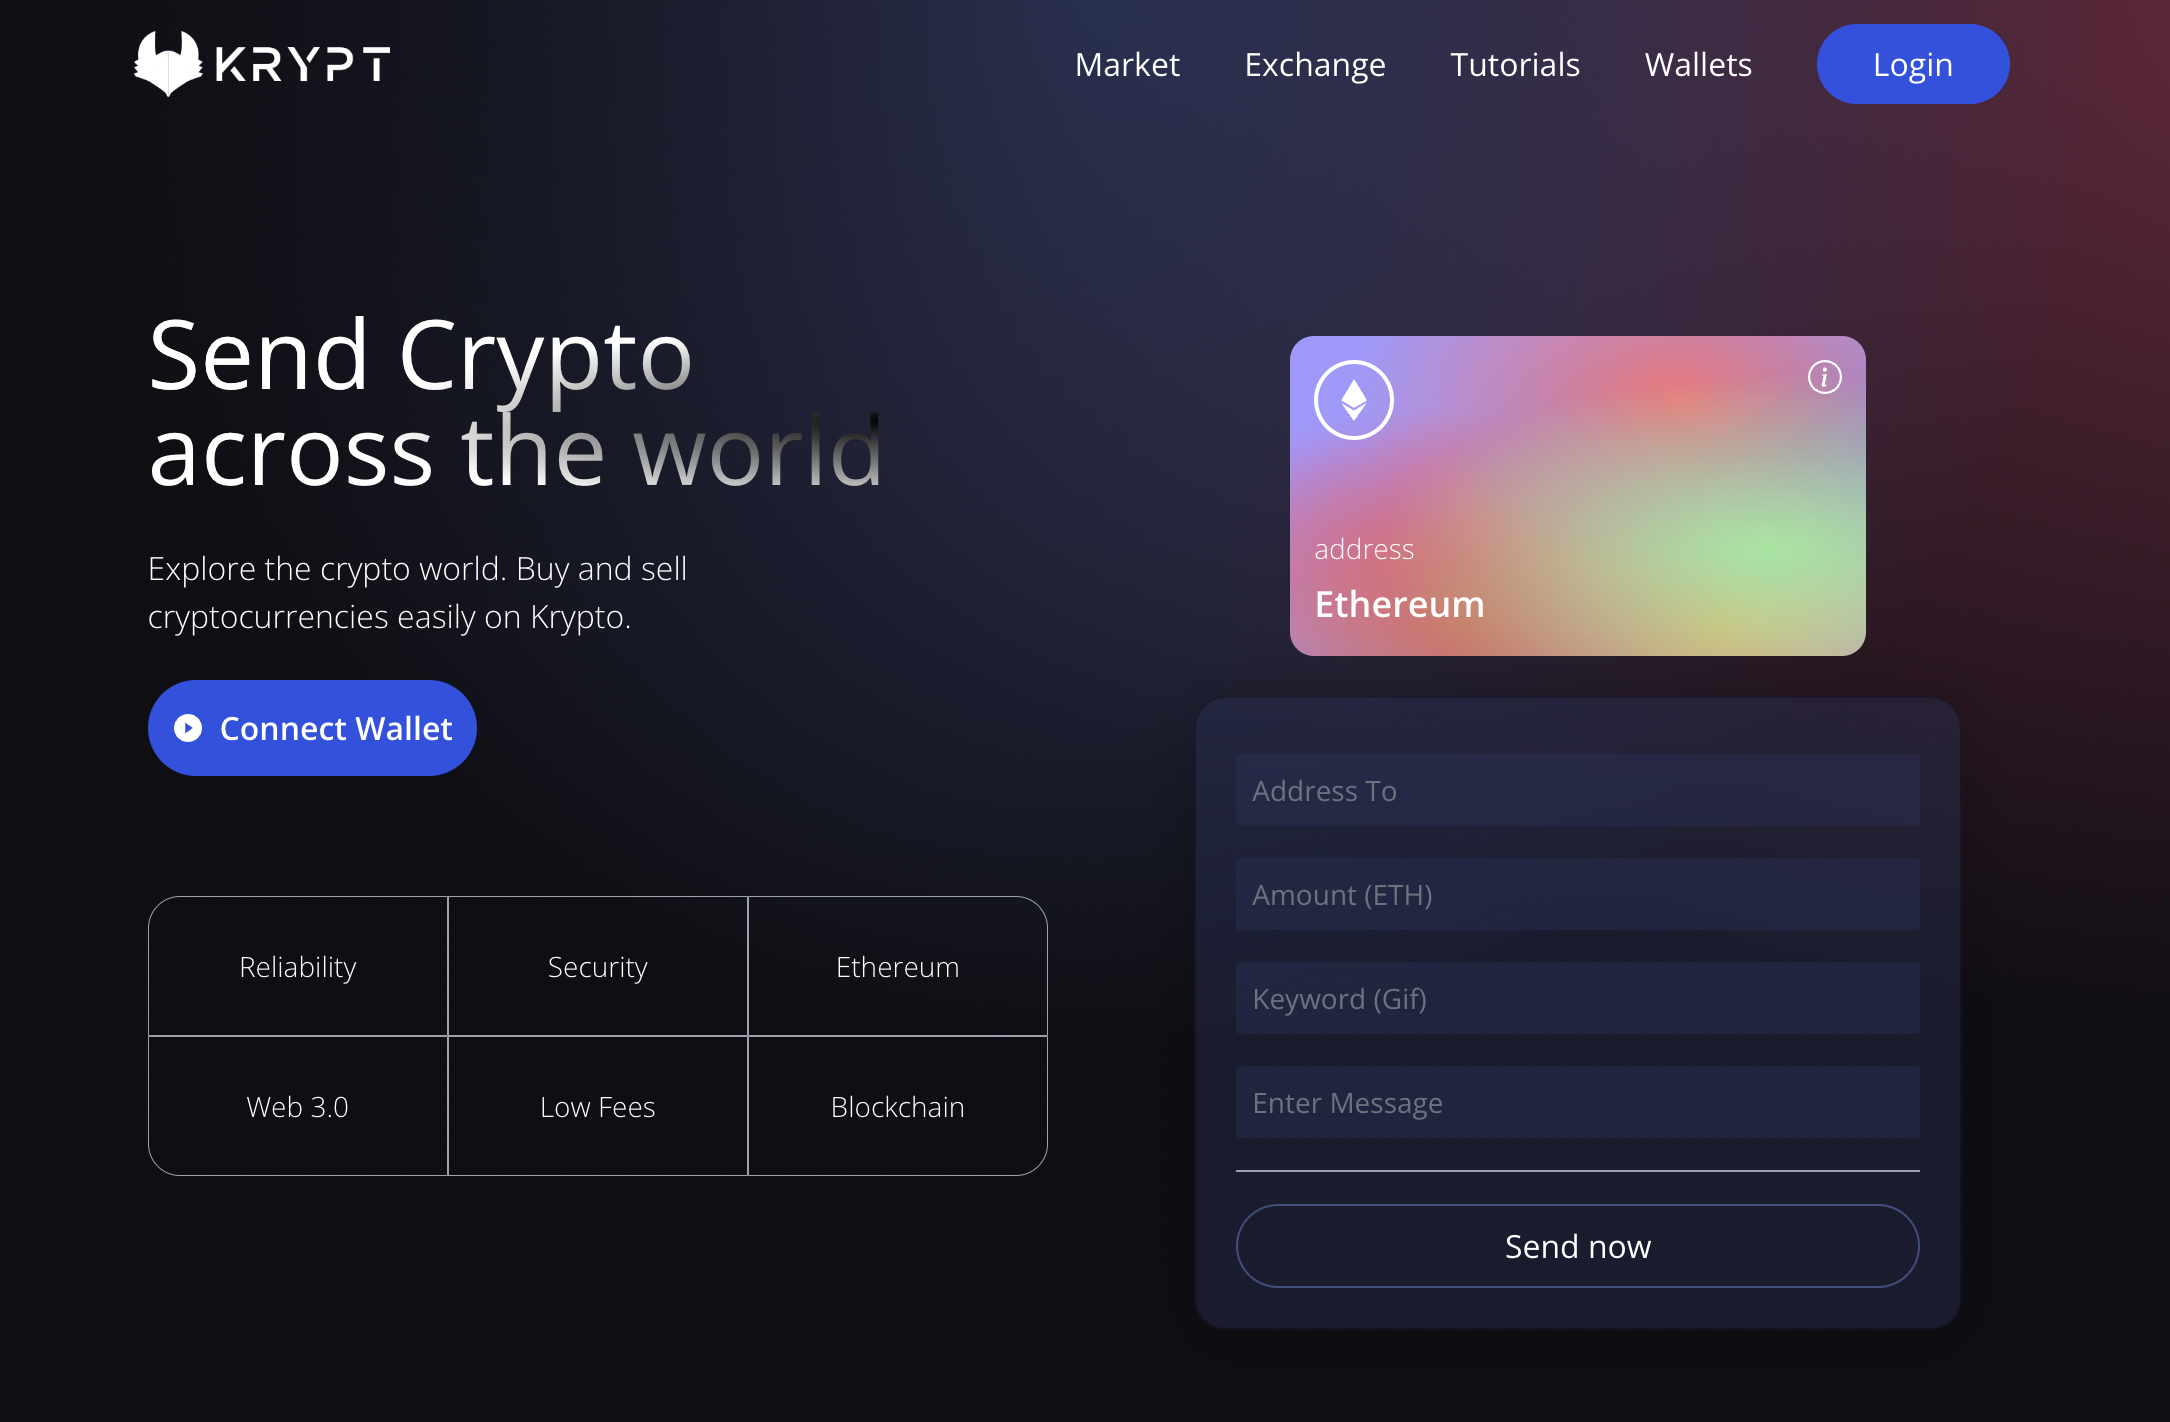 KRYPT
Market
Exchange
Tutorials
Wallets
Login
Send Crypto
across the world
Explore the crypto world. Buy and sell
cryptocurrencies easily on Krypto.
Connect Wallet
Reliability
Security
Ethereum
Web 3.0
Low Fees
Blockchain
i
address
Ethereum
Address To
Amount (ETH)
Keyword (Gif)
Enter Message
Send now